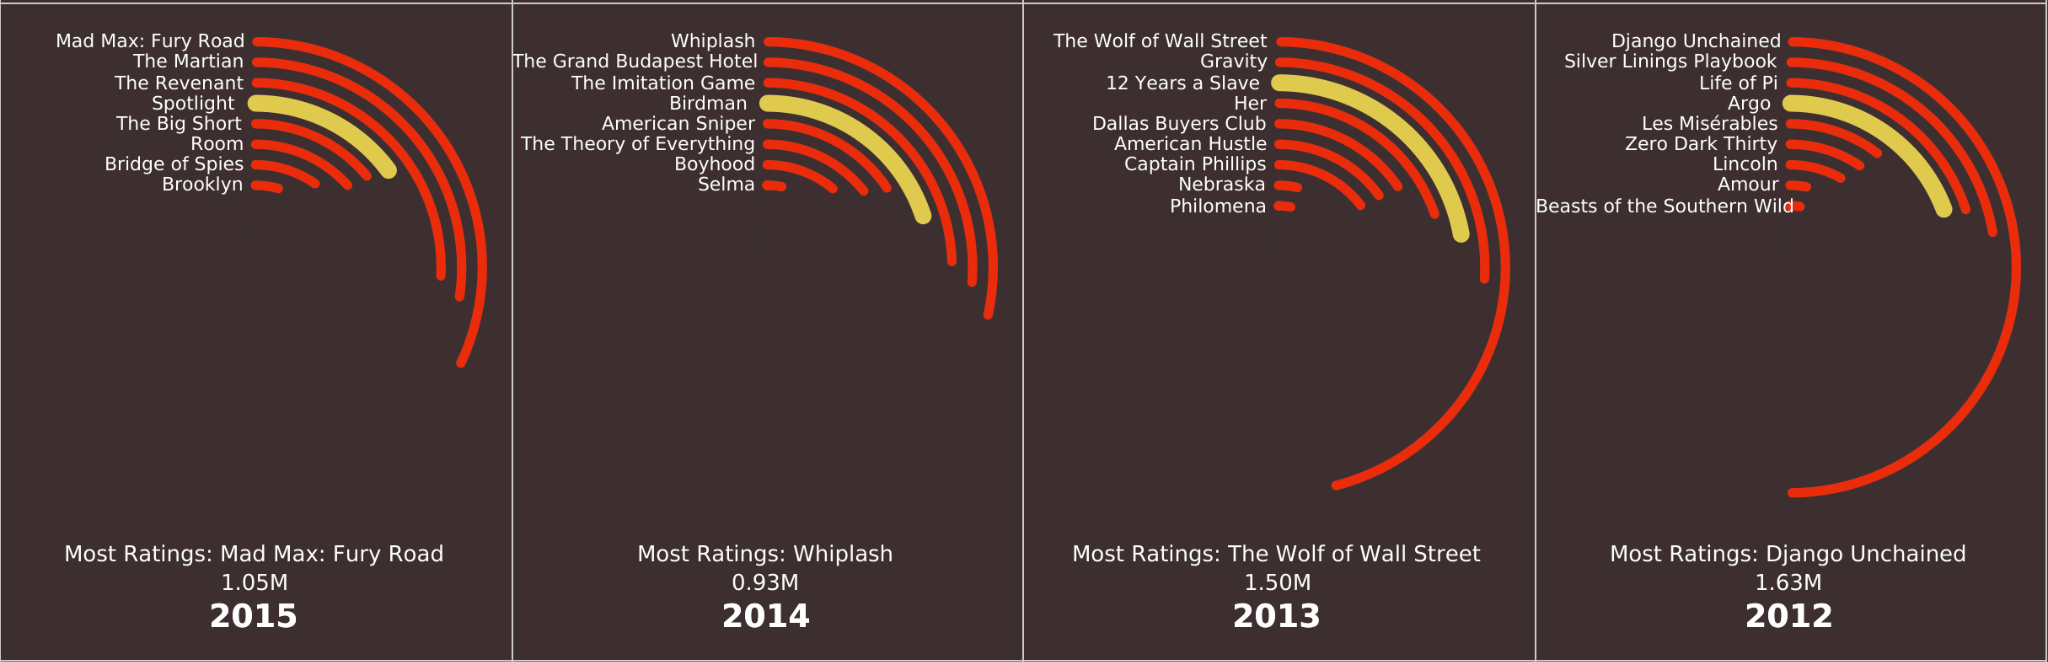 Mad Max: Fury Road
The Martian
The Revenant
Spotlight
The Big Short
Room
Bridge of Spies
Brooklyn
Most Ratings: Mad Max: Fury Road
1.05M
2015
Whiplash
The Grand Budapest Hotel
The Imitation Game
Birdman
American Sniper
The Theory of Everything
Boyhood
Selma
Most Ratings: Whiplash
0.93M
2014
The Wolf of Wall Street
Gravity
12 Years a Slave
Her
Dallas Buyers Club
American Hustle
Captain Phillips
Nebraska
Philomena
Most Ratings: The Wolf of Wall Street
1.50M
2013
Django Unchained
Silver Linings Playbook
Life of Pi
Argo
Les Misérables
Zero Dark Thirty
Lincoln
Amour
Beasts of the Southern Wild
Most Ratings: Django Unchained
1.63M
2012